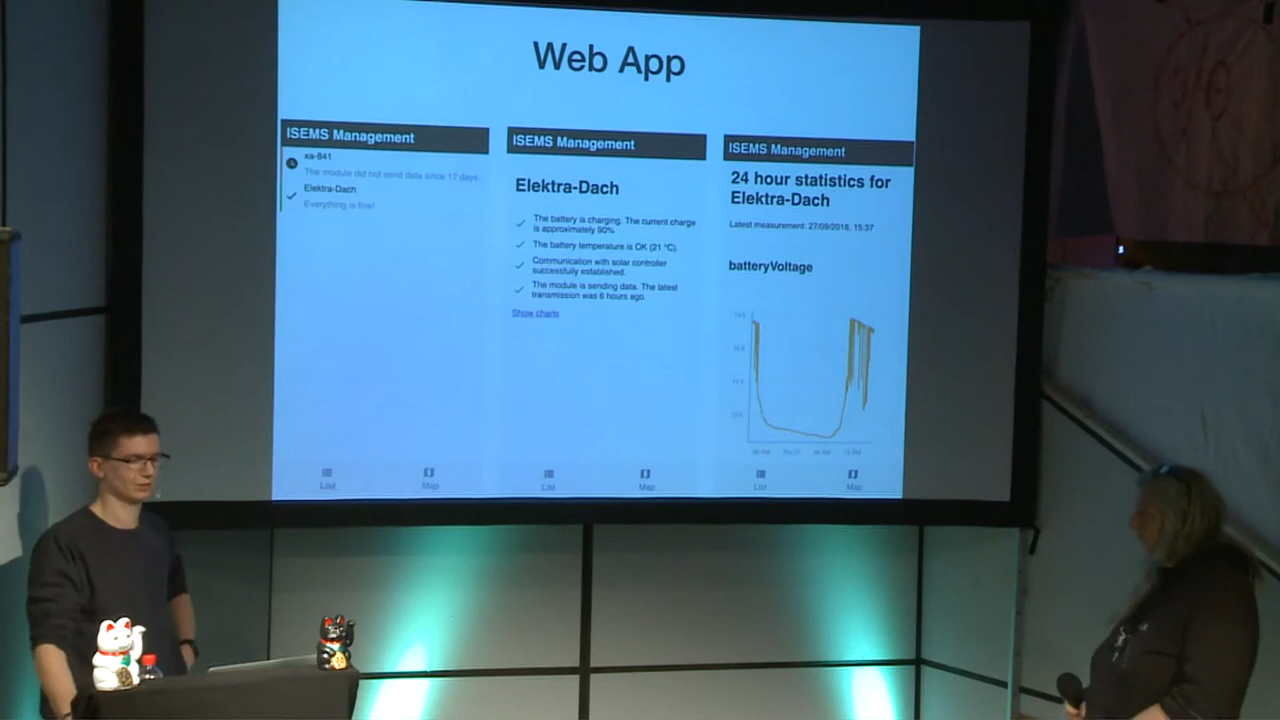 Web App
ISEMS Management
xa-641
The module did not send data since 17 days.
Elektra-Dach
Everything is fine!
List
Map
ISEMS Management
Elektra-Dach
The battery is charging. The current charge
is approximately 90%
The battery temperature is OK (21 °C).
Communication with solar controller
successfully established.
The module is sending data. The latest
transmission was 6 hours ago.
Show charts
List
Map
ISEMS Management
24 hour statistics for
Elektra-Dach
Latest measurement: 27/09/2018, 15:37
batteryVoltage
List
Map